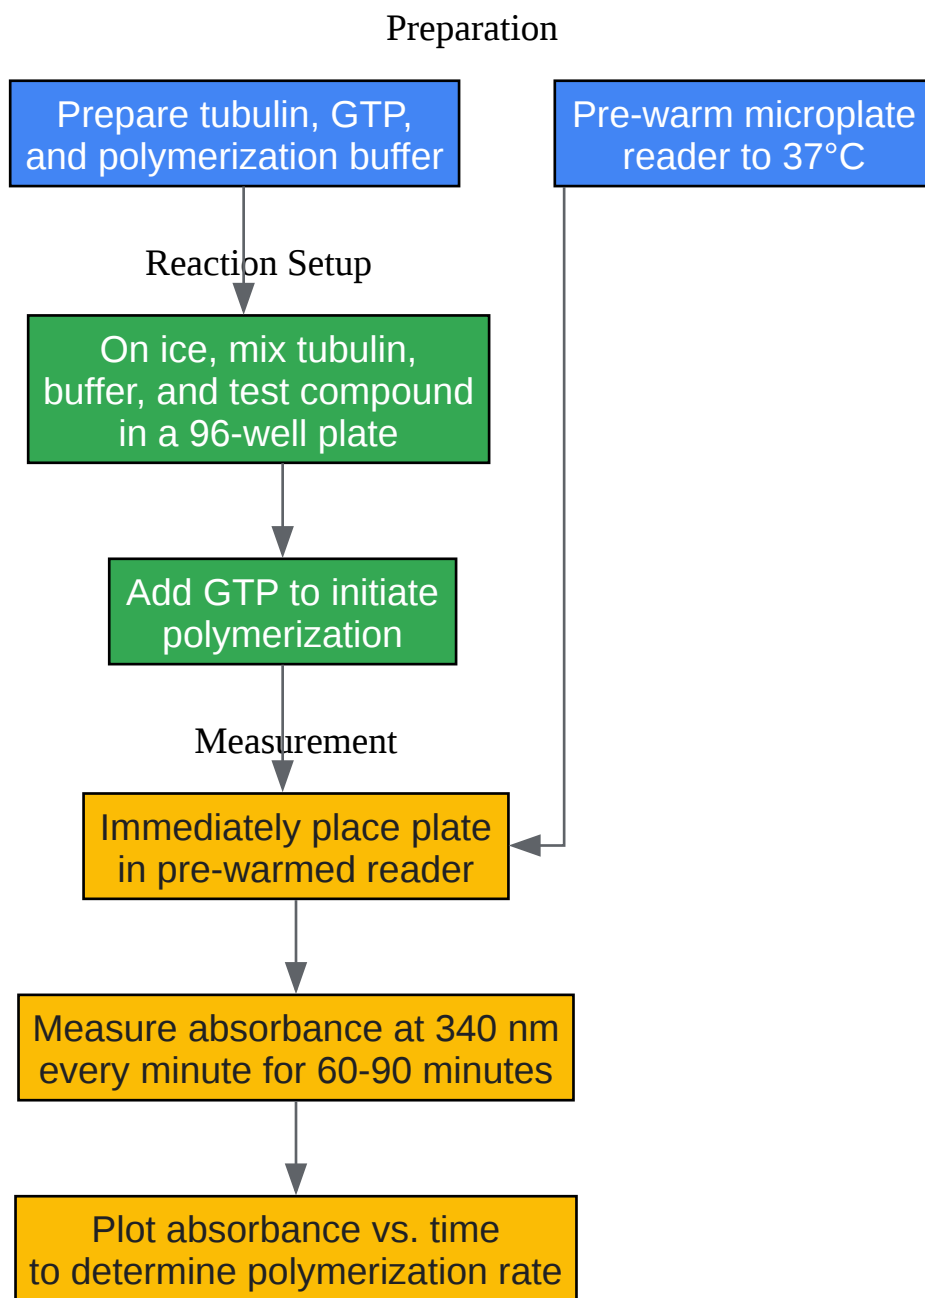 Preparation
Prepare tubulin, GTP,
and polymerization buffer
Pre-warm microplate
reader to 37°C
Reaction Setup
On ice, mix tubulin,
buffer, and test compound
in a 96-well plate
Add GTP to initiate
polymerization
Measurement
Immediately place plate
in pre-warmed reader
Measure absorbance at 340 nm
every minute for 60-90 minutes
Plot absorbance vs. time
to determine polymerization rate